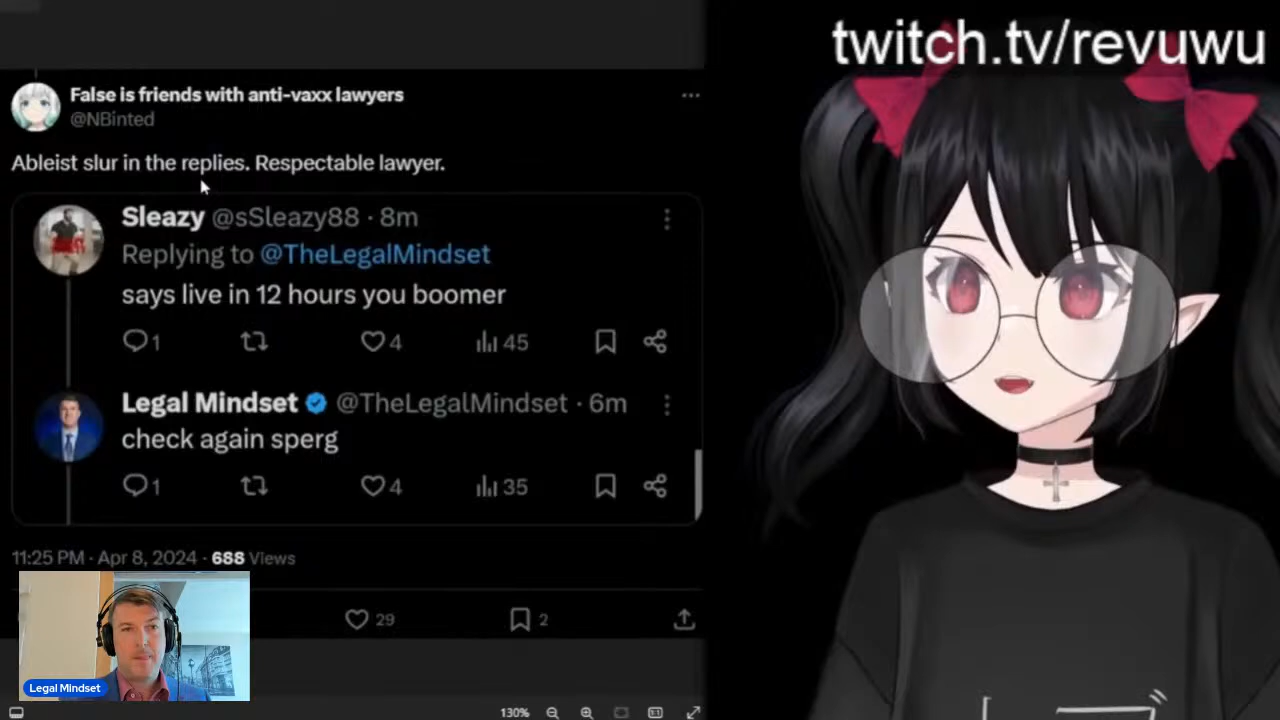 twitch.tv/revuwu
False is friends with anti-vaxx lawyers
@NBinted
Ableist slur in the replies. Respectable lawyer.
Sleazy @sSleazy88 · 8m
Replying to @TheLegalMindset
says live in 12 hours you boomer
1 4 45
Legal Mindset @TheLegalMindset · 6m
check again sperg
1 4 35
11:25 PM · Apr 8, 2024 · 688 Views
29 2
Legal Mindset
130%